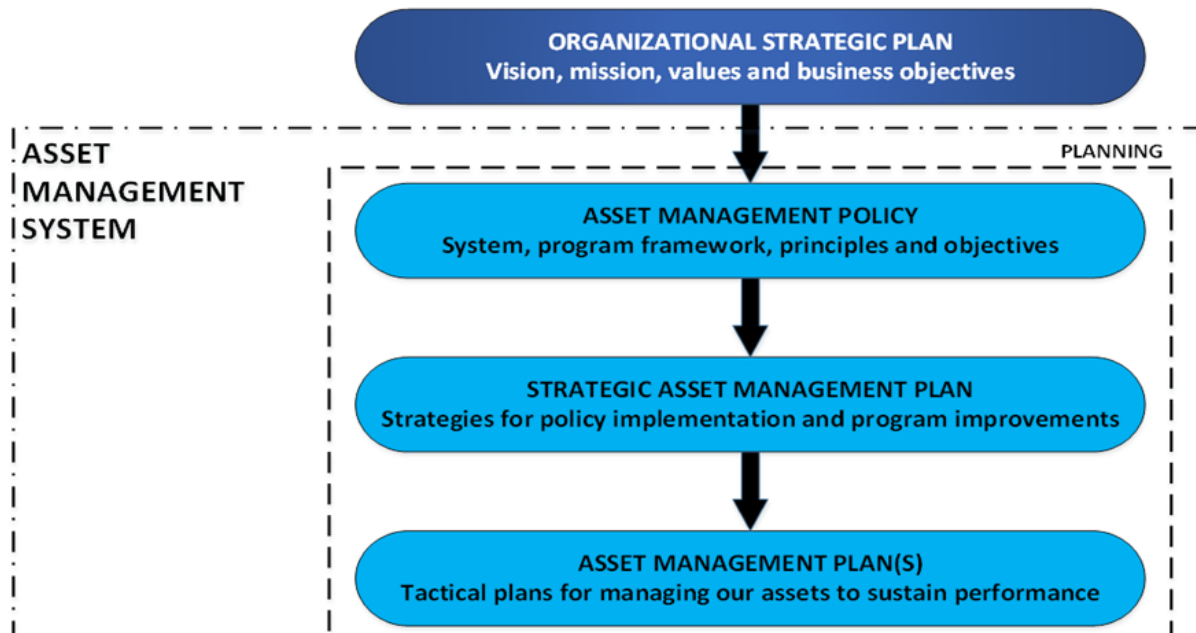 ORGANIZATIONAL STRATEGIC PLAN
Vision, mission, values and business objectives
ASSET
MANAGEMENT
SYSTEM
PLANNING
ASSET MANAGEMENT POLICY
System, program framework, principles and objectives
STRATEGIC ASSET MANAGEMENT PLAN
Strategies for policy implementation and program improvements
ASSET MANAGEMENT PLAN(S)
Tactical plans for managing our assets to sustain performance